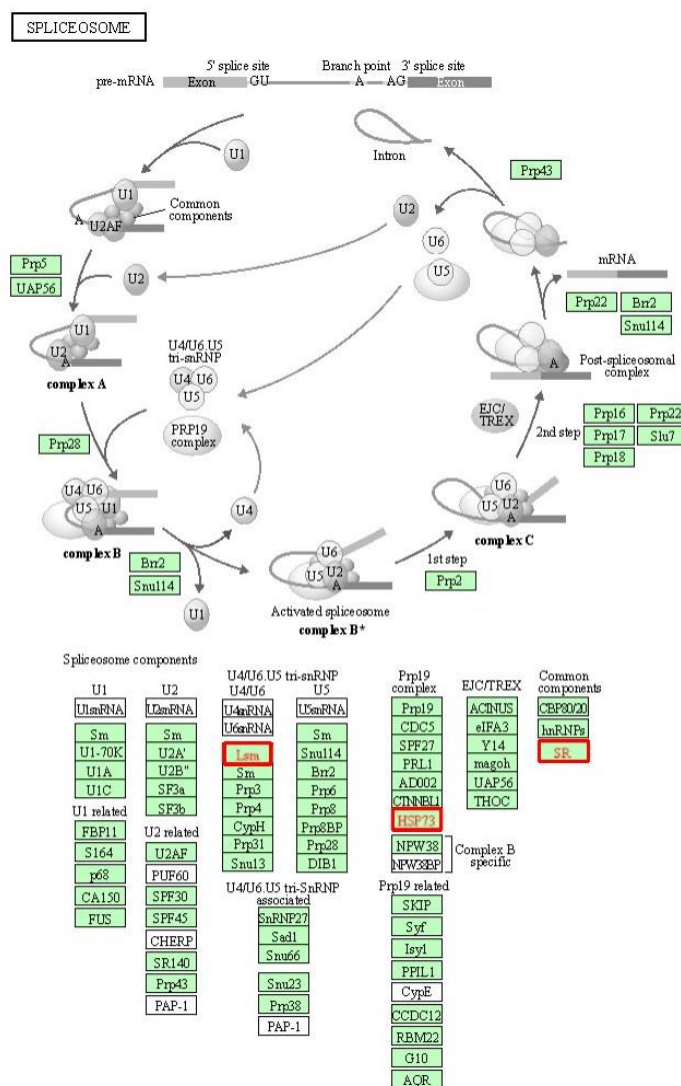 SPLICEOSOME
5' splice site
Branch point
3' splice site
pre-mRNA
Exon
GU
A
AG
Exon
U1
Intron
Prp43
U1
A
U2AF
Common
components
U2
U6
U5
Prp5
UAP56
U2
mRNA
Prp22
Brr2
Snu114
U1
U2
A
complex A
U4/U6.U5
tri-snRNP
U4
U6
U5
PRP19
complex
A
Post-spliceosomal
complex
EJC/
TREX
2nd step
Prp16
Prp22
Prp17
Slu7
Prp18
Prp28
U4
U6
U5
U1
A
complex B
U4
U6
U5
U2
A
complex C
Brr2
Snu114
U1
U6
U5
U2
A
1st step
Prp2
Activated spliceosome
complex B*
Spliceosome components
U1
U1snRNA
Sm
U1-70K
U1A
U1C
U1 related
FBP11
S164
p68
CA150
FUS
U2
U2snRNA
Sm
U2A'
U2B"
SF3a
SF3b
U2 related
U2AF
PUF60
SPF30
SPF45
CHERP
SR140
Prp43
PAP-1
U4/U6.U5 tri-snRNP
U4/U6
U4snRNA
U6snRNA
Lsm
Sm
Prp3
Prp4
CypH
Prp31
Snu13
U5
U5snRNA
Sm
Snu114
Brr2
Prp6
Prp8
Prp8BP
Prp28
DIB1
U4/U6.U5 tri-SnRNP
associated
SnRNP27
Sad1
Snu66
Snu23
Prp38
PAP-1
Prp19
complex
Prp19
CDC5
SPF27
PRL1
AD002
CTNNBL1
HSP73
NPW38
NPW38BP
Complex B
specific
Prp19 related
SKIP
Syf
Isy1
PPIL1
CypE
CCDC12
RBM22
G10
AQR
EJC/TREX
ACINUS
eIFA3
Y14
magoh
UAP56
THOC
Common
components
CBP80/20
hnRNPs
SR